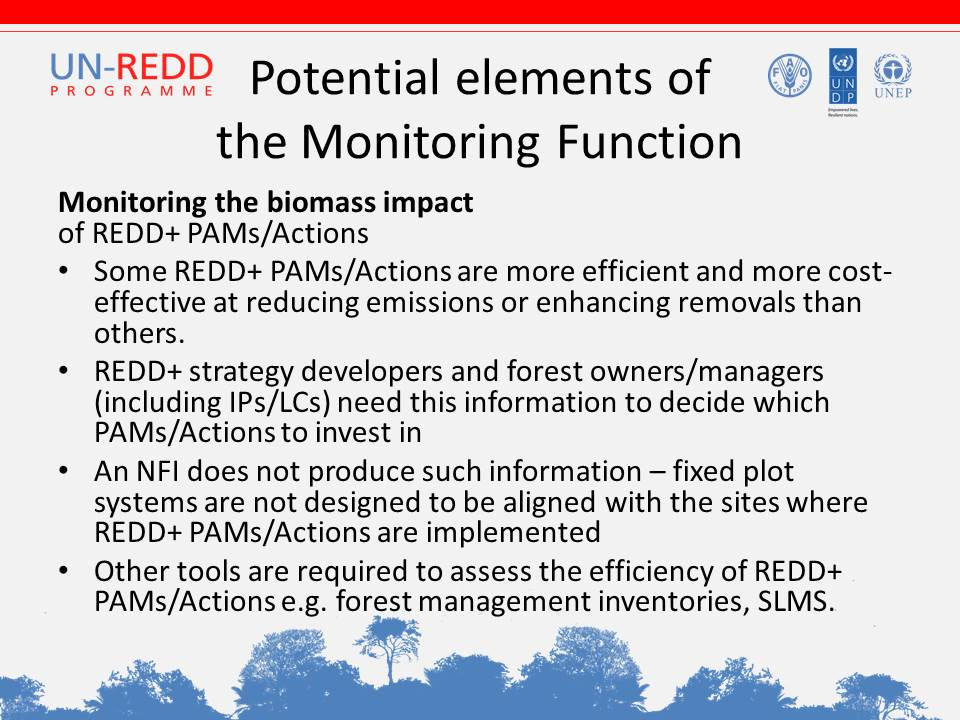 UN-REDD
PROGRAMME
Potential elements of
the Monitoring Function
FAO
FIAT PANIS
UN
DP
Empowered lives.
Resilient nations.
UNEP
Monitoring the biomass impact
of REDD+ PAMs/Actions
• Some REDD+ PAMs/Actions are more efficient and more cost-
effective at reducing emissions or enhancing removals than
others.
• REDD+ strategy developers and forest owners/managers
(including IPs/LCs) need this information to decide which
PAMs/Actions to invest in
• An NFI does not produce such information – fixed plot
systems are not designed to be aligned with the sites where
REDD+ PAMs/Actions are implemented
• Other tools are required to assess the efficiency of REDD+
PAMs/Actions e.g. forest management inventories, SLMS.